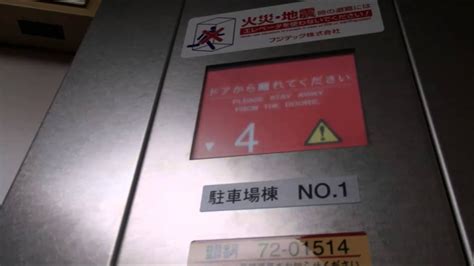 火災・地震時の避難には
エレベータを使わないでください!
フジテック株式会社
ドアから離れてください
PLEASE STAY AWAY
FROM THE DOORS.
▼ 4
駐車場棟 NO.1
72-01514